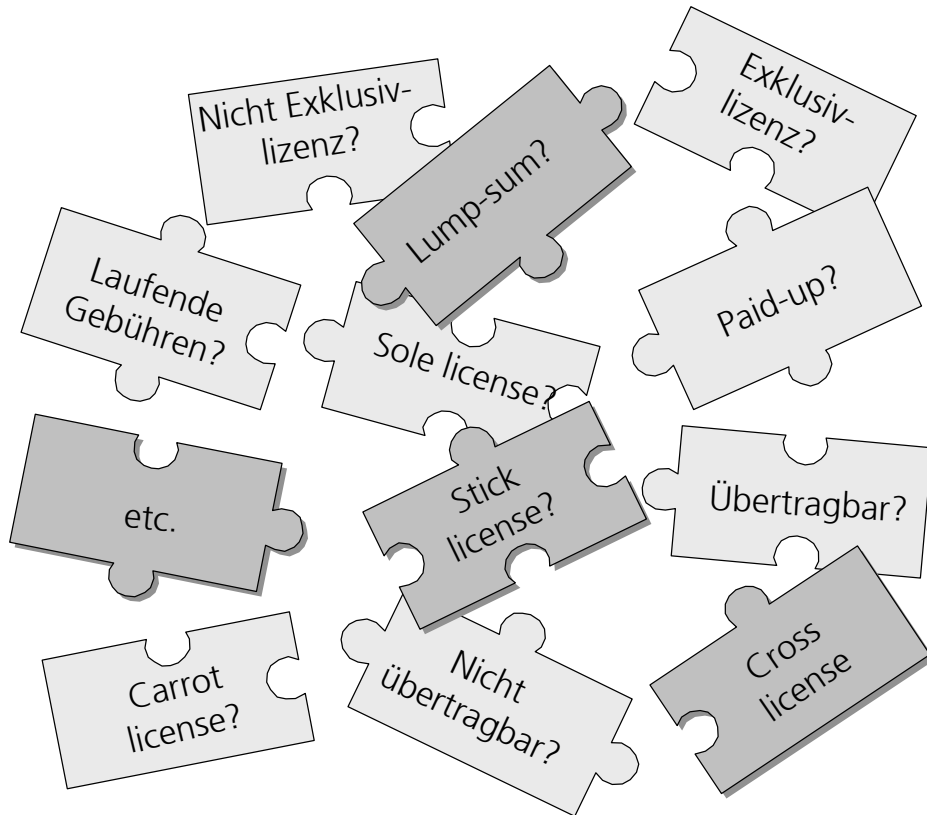 Nicht Exklusiv-
lizenz?
Lump-sum?
Exklusiv-
lizenz?
Laufende
Gebühren?
Sole license?
Paid-up?
etc.
Stick
license?
Übertragbar?
Carrot
license?
Nicht
übertragbar?
Cross
license